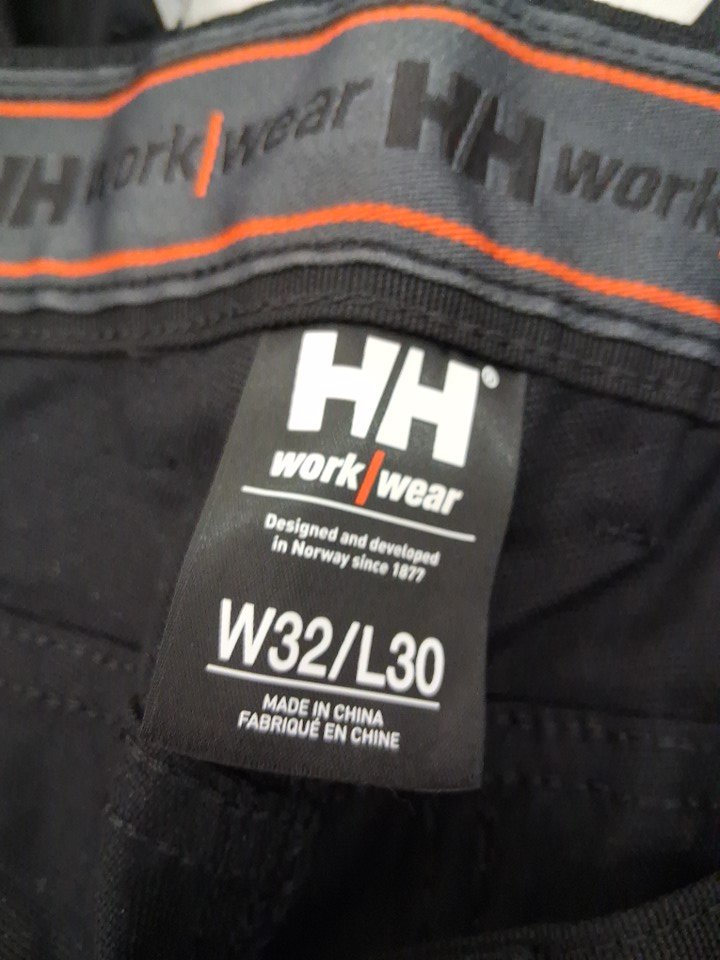 HH work/wear HH work
HH®
work/wear
Designed and developed
in Norway since 1877
W32/L30
MADE IN CHINA
FABRIQUÉ EN CHINE